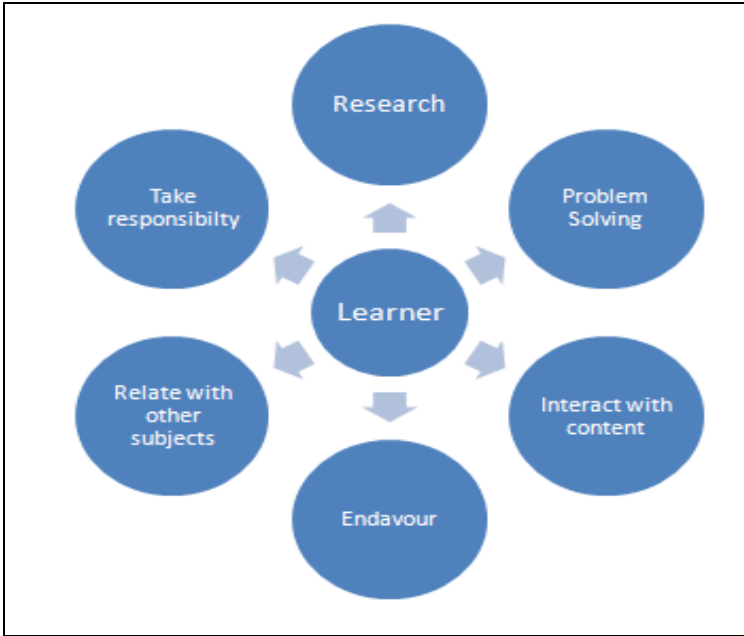 Research
Take
responsibilty
Problem
Solving
Learner
Relate with
other
subjects
Interact with
content
Endavour